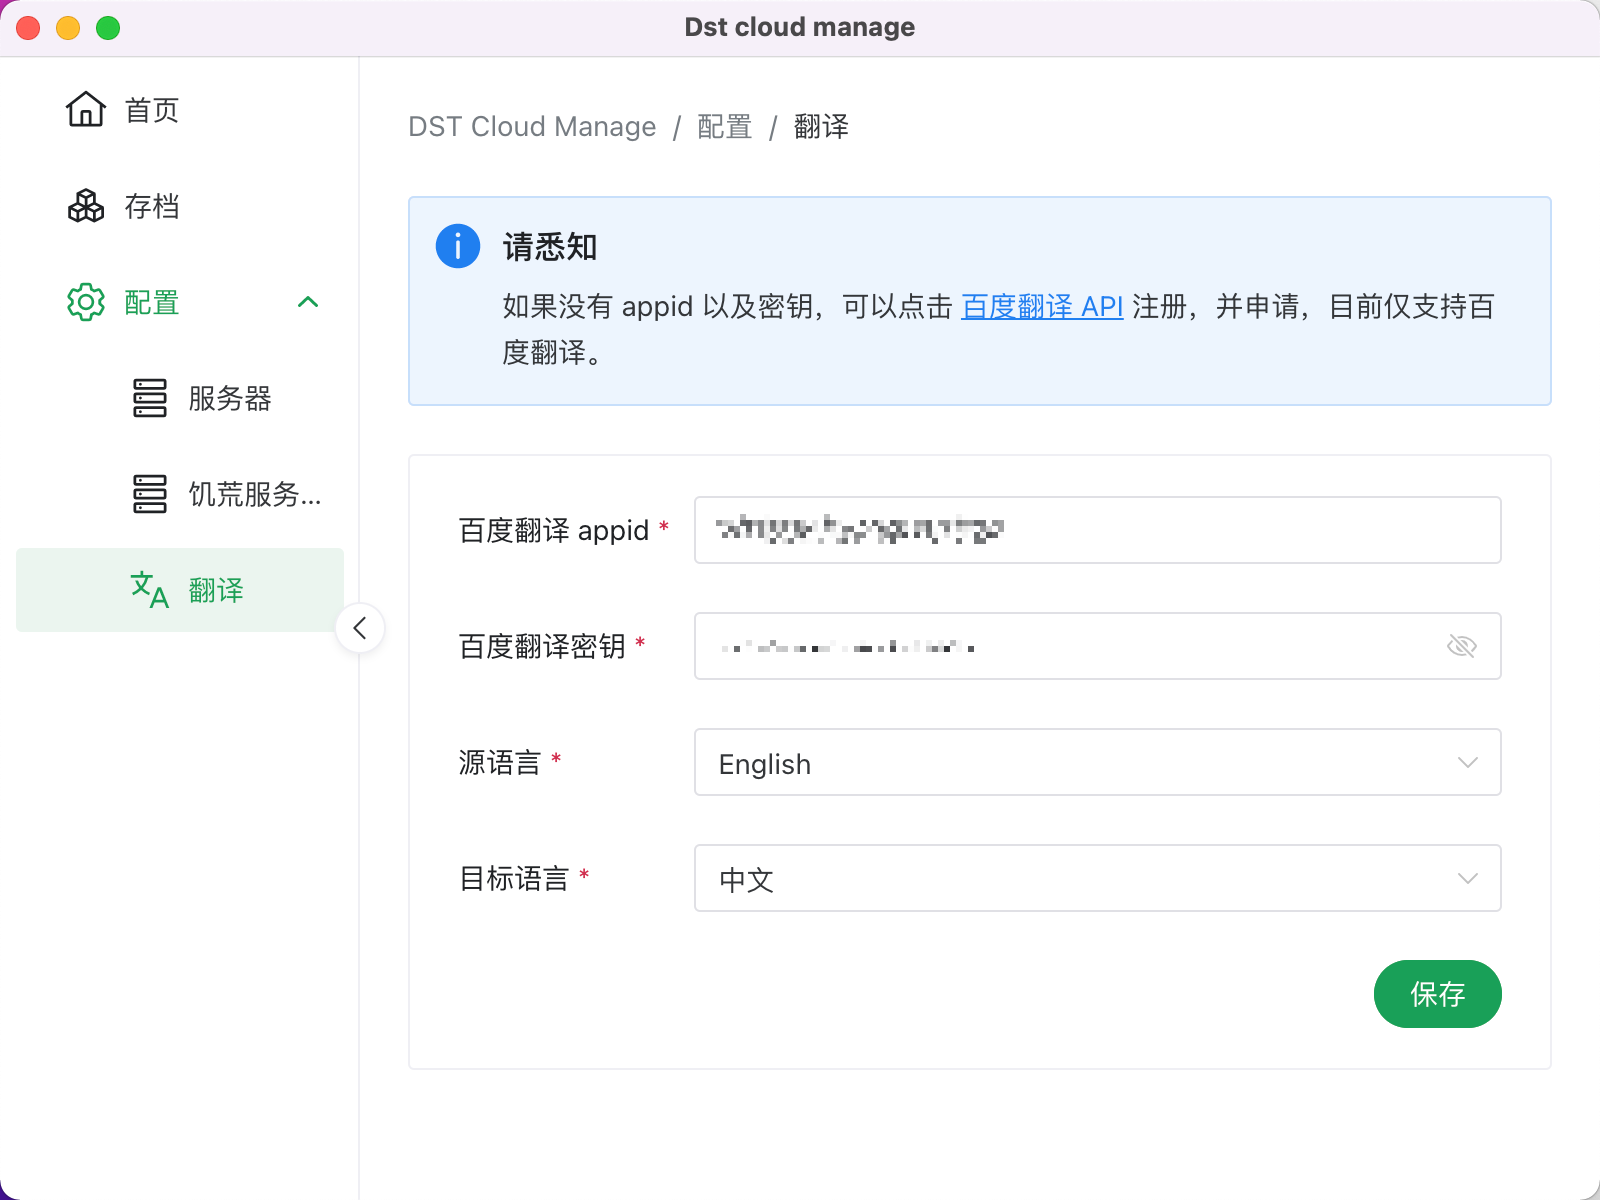 Dst cloud manage
首页
存档
配置
服务器
饥荒服务...
翻译
DST Cloud Manage / 配置 / 翻译
请悉知
如果没有 appid 以及密钥，可以点击 百度翻译 API 注册，并申请，目前仅支持百
度翻译。
百度翻译 appid *
百度翻译密钥 *
源语言 *
English
目标语言 *
中文
保存